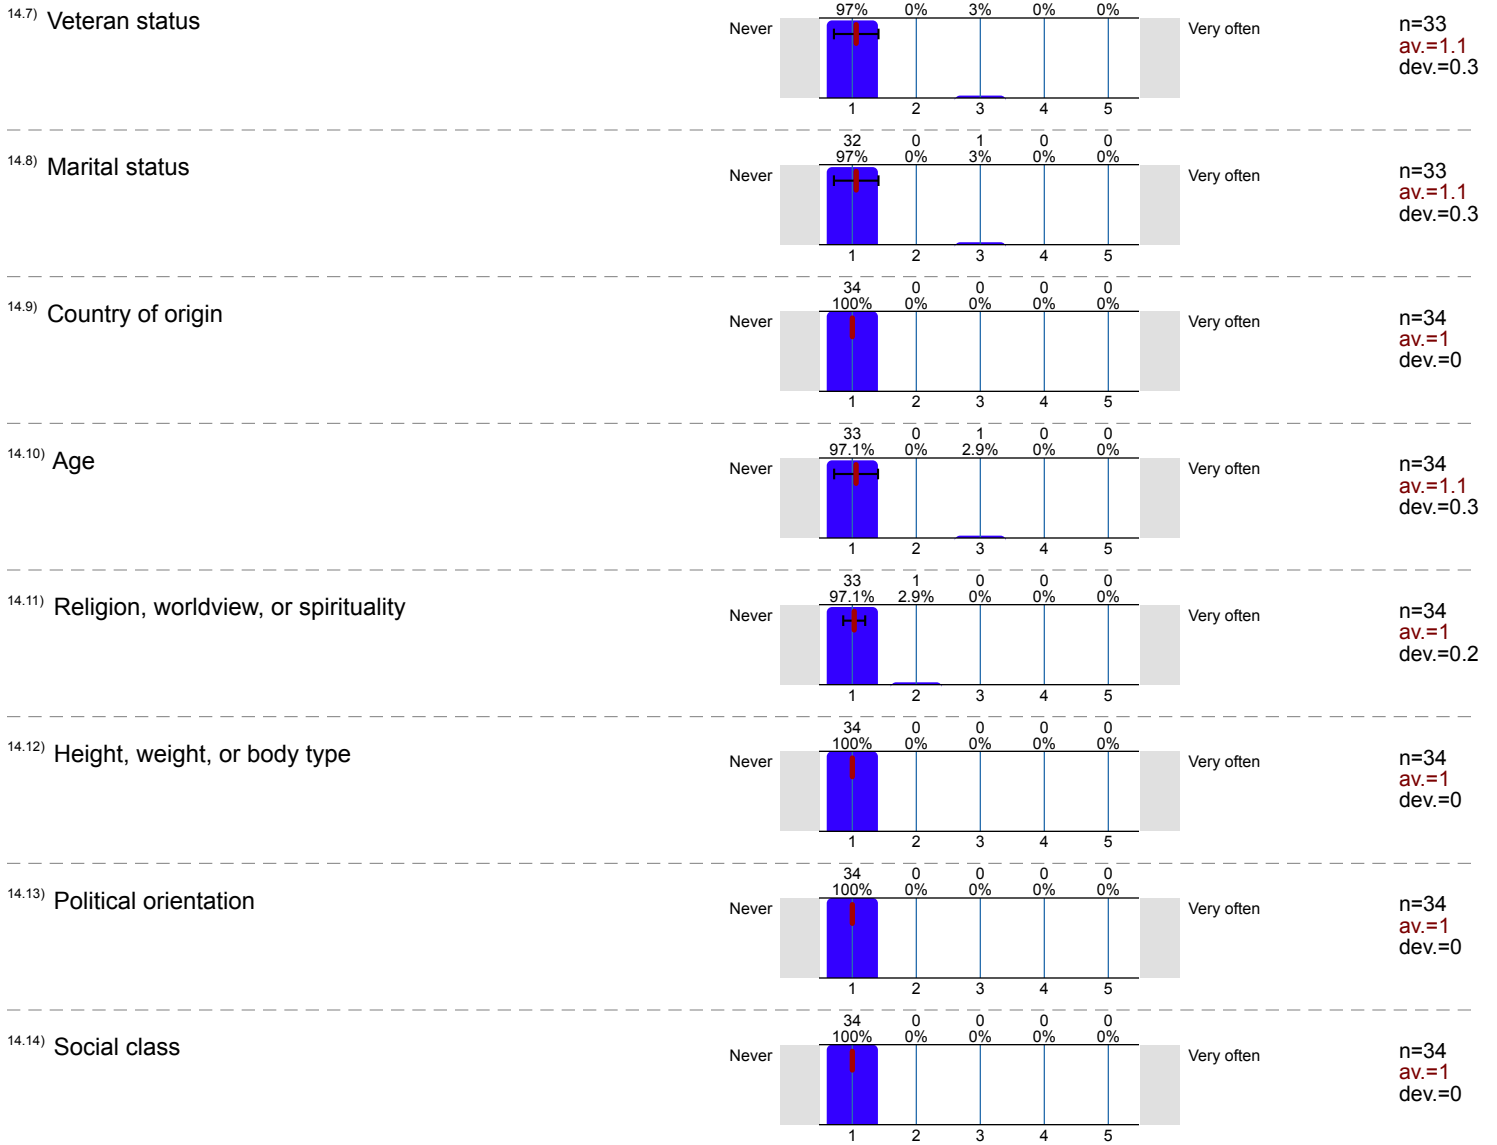 14.7) Veteran status
97% 0% 3% 0% 0%
Never Very often
n=33
av.=1.1
dev.=0.3
1 2 3 4 5
14.8) Marital status
32 0 1 0 0
97% 0% 3% 0% 0%
Never Very often
n=33
av.=1.1
dev.=0.3
1 2 3 4 5
14.9) Country of origin
34 0 0 0 0
100% 0% 0% 0% 0%
Never Very often
n=34
av.=1
dev.=0
1 2 3 4 5
14.10) Age
33 0 1 0 0
97.1% 0% 2.9% 0% 0%
Never Very often
n=34
av.=1.1
dev.=0.3
1 2 3 4 5
14.11) Religion, worldview, or spirituality
33 1 0 0 0
97.1% 2.9% 0% 0% 0%
Never Very often
n=34
av.=1
dev.=0.2
1 2 3 4 5
14.12) Height, weight, or body type
34 0 0 0 0
100% 0% 0% 0% 0%
Never Very often
n=34
av.=1
dev.=0
1 2 3 4 5
14.13) Political orientation
34 0 0 0 0
100% 0% 0% 0% 0%
Never Very often
n=34
av.=1
dev.=0
1 2 3 4 5
14.14) Social class
34 0 0 0 0
100% 0% 0% 0% 0%
Never Very often
n=34
av.=1
dev.=0
1 2 3 4 5